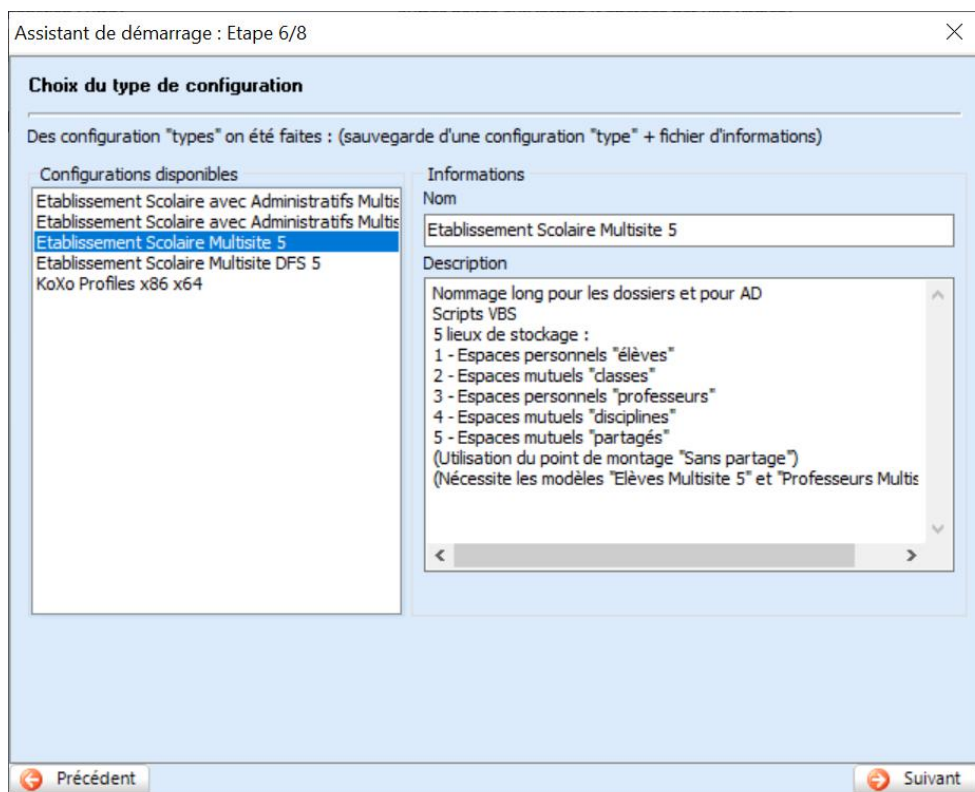 Assistant de démarrage : Etape 6/8
Choix du type de configuration
Des configuration "types" on été faites : (sauvegarde d'une configuration "type" + fichier d'informations)
Configurations disponibles
Etablissement Scolaire avec Administratifs Multis
Etablissement Scolaire avec Administratifs Multis
Etablissement Scolaire Multisite 5
Etablissement Scolaire Multisite DFS 5
KoXo Profiles x86 x64
Informations
Nom
Etablissement Scolaire Multisite 5
Description
Nommage long pour les dossiers et pour AD
Scripts VBS
5 lieux de stockage :
1 - Espaces personnels "élèves"
2 - Espaces mutuels "classes"
3 - Espaces personnels "professeurs"
4 - Espaces mutuels "disciplines"
5 - Espaces mutuels "partagés"
(Utilisation du point de montage "Sans partage")
(Nécessite les modèles "Elèves Multisite 5" et "Professeurs Multis
Précédent
Suivant